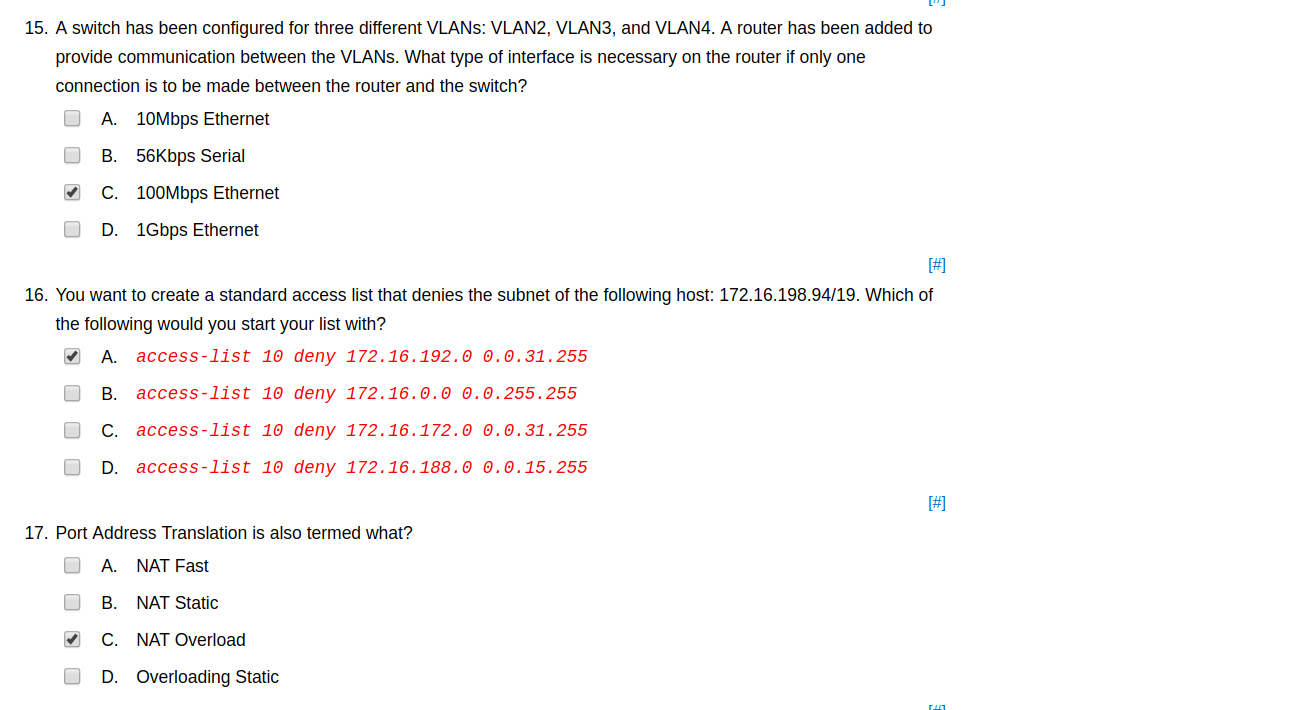 [#]
15. A switch has been configured for three different VLANs: VLAN2, VLAN3, and VLAN4. A router has been added to
provide communication between the VLANs. What type of interface is necessary on the router if only one
connection is to be made between the router and the switch?
A. 10Mbps Ethernet
B. 56Kbps Serial
C. 100Mbps Ethernet
D. 1Gbps Ethernet
[#]
16. You want to create a standard access list that denies the subnet of the following host: 172.16.198.94/19. Which of
the following would you start your list with?
A. access-list 10 deny 172.16.192.0 0.0.31.255
B. access-list 10 deny 172.16.0.0 0.0.255.255
C. access-list 10 deny 172.16.172.0 0.0.31.255
D. access-list 10 deny 172.16.188.0 0.0.15.255
[#]
17. Port Address Translation is also termed what?
A. NAT Fast
B. NAT Static
C. NAT Overload
D. Overloading Static
[#]